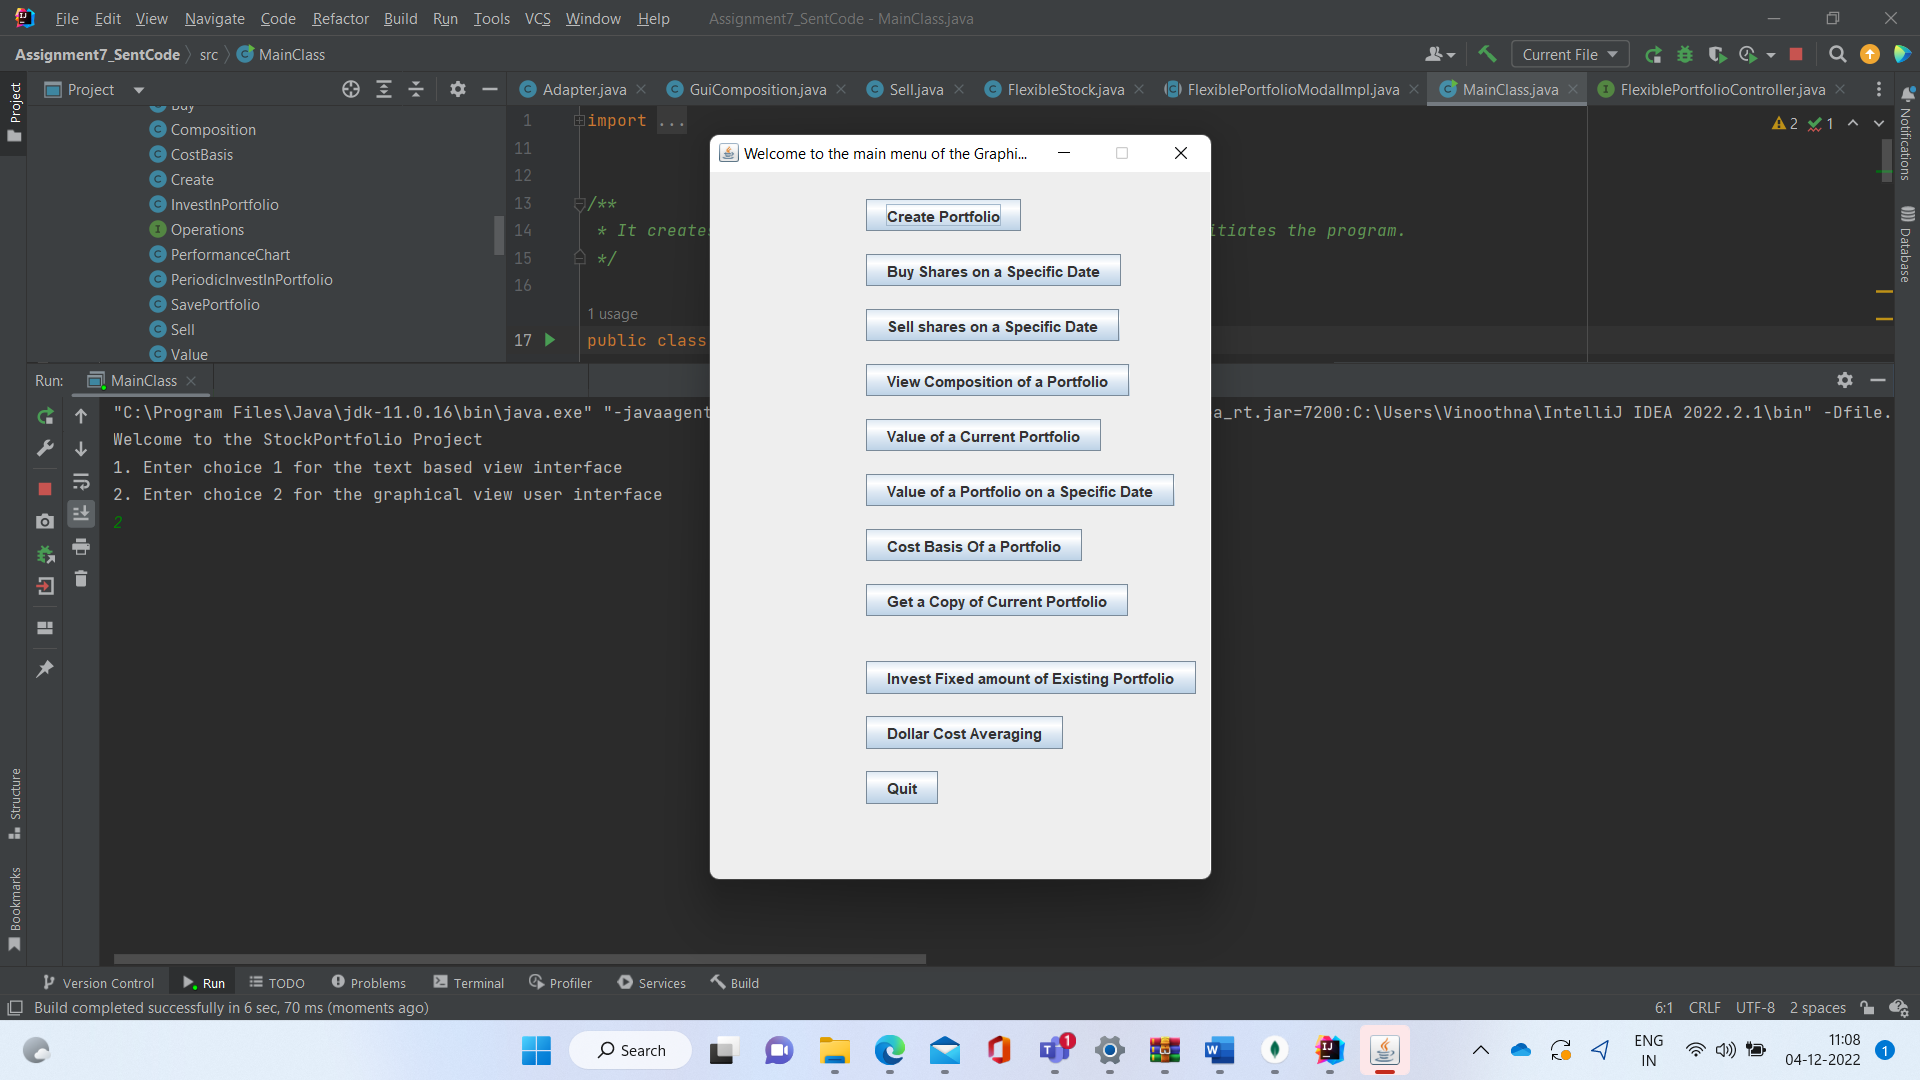 File Edit View Navigate Code Refactor Build Run Tools VCS Window Help Assignment7_SentCode - MainClass.java
Assignment7_SentCode src MainClass
Current File
Project
Adapter.java GuiComposition.java Sell.java FlexibleStock.java FlexiblePortfolioModalImpl.java MainClass.java FlexiblePortfolioController.java
Project
Buy
Composition
CostBasis
Create
InvestInPortfolio
Operations
PerformanceChart
PeriodicInvestInPortfolio
SavePortfolio
Sell
Value
1 import ...
2 1
11
12
13 /**
14 * It creates
itiates the program.
15 */
16
1 usage
17 public class
Notifications
Database
Welcome to the main menu of the Graphi...
Create Portfolio
Buy Shares on a Specific Date
Sell shares on a Specific Date
View Composition of a Portfolio
Value of a Current Portfolio
Value of a Portfolio on a Specific Date
Cost Basis Of a Portfolio
Get a Copy of Current Portfolio
Invest Fixed amount of Existing Portfolio
Dollar Cost Averaging
Quit
Run: MainClass
"C:\Program Files\Java\jdk-11.0.16\bin\java.exe" "-javaagent
a_rt.jar=7200:C:\Users\Vinoothna\IntelliJ IDEA 2022.2.1\bin" -Dfile.
Welcome to the StockPortfolio Project
1. Enter choice 1 for the text based view interface
2. Enter choice 2 for the graphical view user interface
2
Structure
Bookmarks
Version Control Run TODO Problems Terminal Profiler Services Build
Build completed successfully in 6 sec, 70 ms (moments ago)
6:1 CRLF UTF-8 2 spaces
Search
1
ENG
IN
11:08
04-12-2022
1